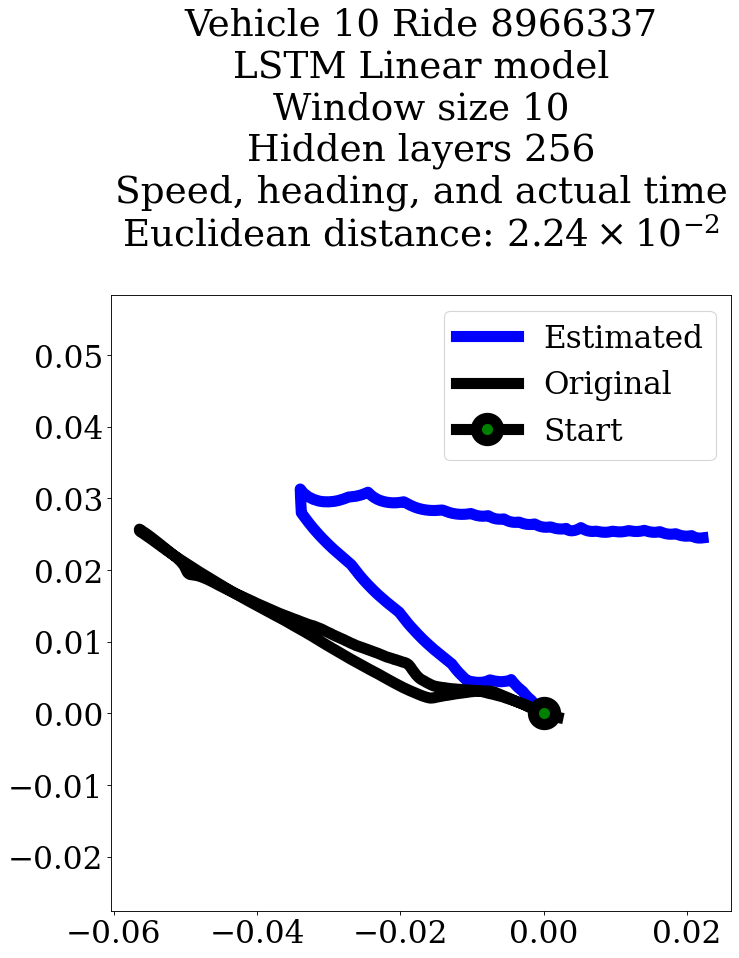 Vehicle 10 Ride 8966337
LSTM Linear model
Window size 10
Hidden layers 256
Speed, heading, and actual time
Euclidean distance: 2.24 × 10⁻²
Estimated
Original
Start
0.05
0.04
0.03
0.02
0.01
0.00
−0.01
−0.02
−0.06 −0.04 −0.02 0.00 0.02